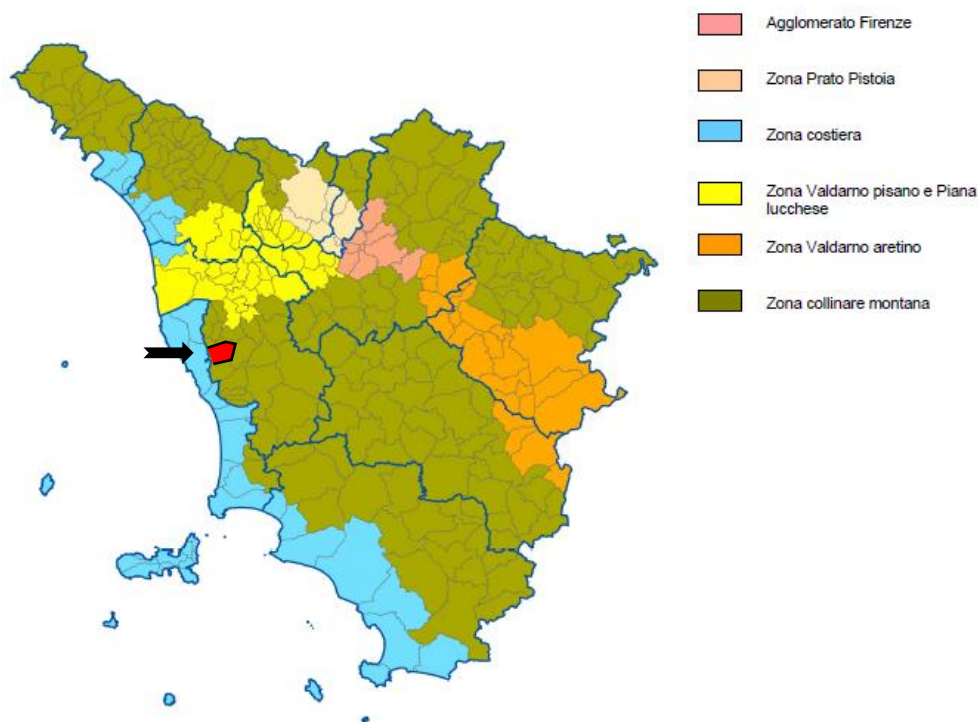 Agglomerato Firenze
Zona Prato Pistoia
Zona costiera
Zona Valdarno pisano e Piana
lucchese
Zona Valdarno aretino
Zona collinare montana